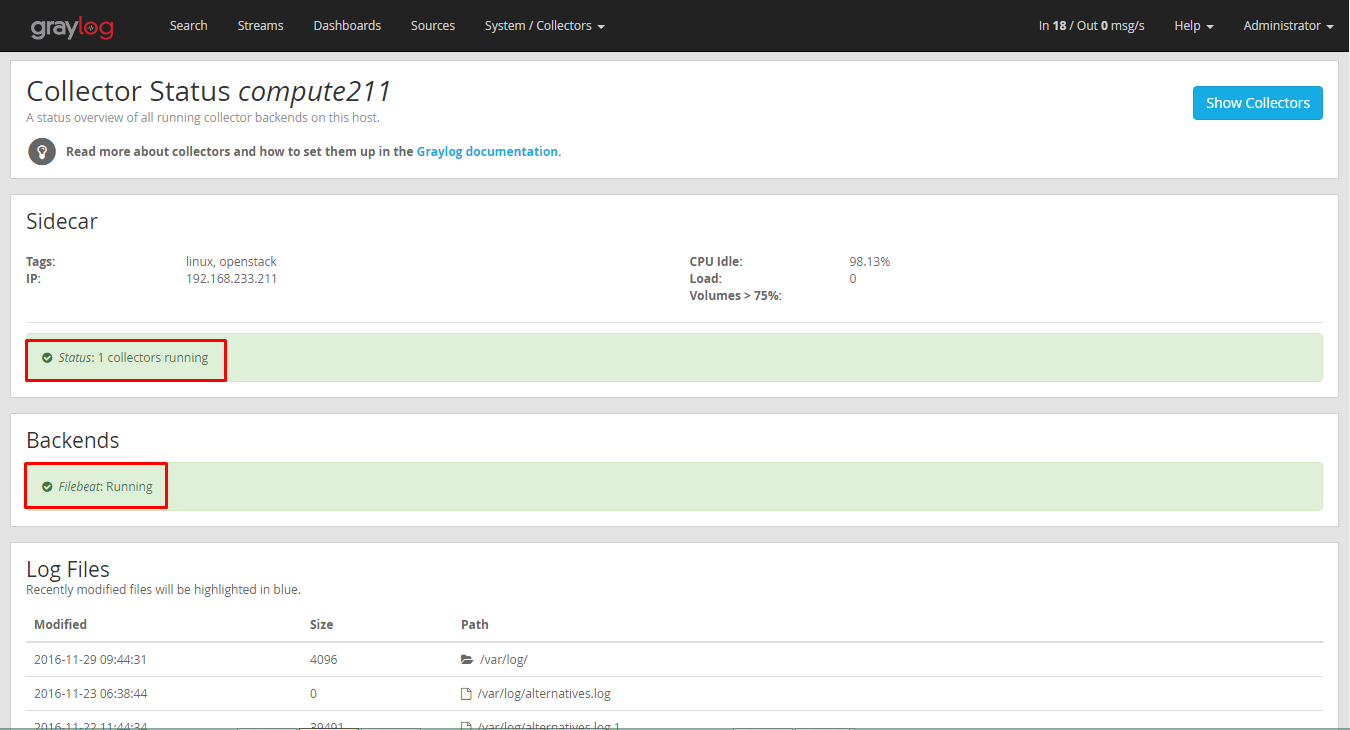 graylog Search Streams Dashboards Sources System / Collectors In 18 / Out 0 msg/s Help Administrator
Collector Status compute211
Show Collectors
A status overview of all running collector backends on this host.
Read more about collectors and how to set them up in the Graylog documentation.
Sidecar
Tags: linux, openstack CPU Idle: 98.13%
IP: 192.168.233.211 Load: 0
Volumes > 75%:
Status: 1 collectors running
Backends
Filebeat: Running
Log Files
Recently modified files will be highlighted in blue.
Modified Size Path
2016-11-29 09:44:31 4096 /var/log/
2016-11-23 06:38:44 0 /var/log/alternatives.log
2016-11-22 11:44:34 39491 /var/log/alternatives.log.1